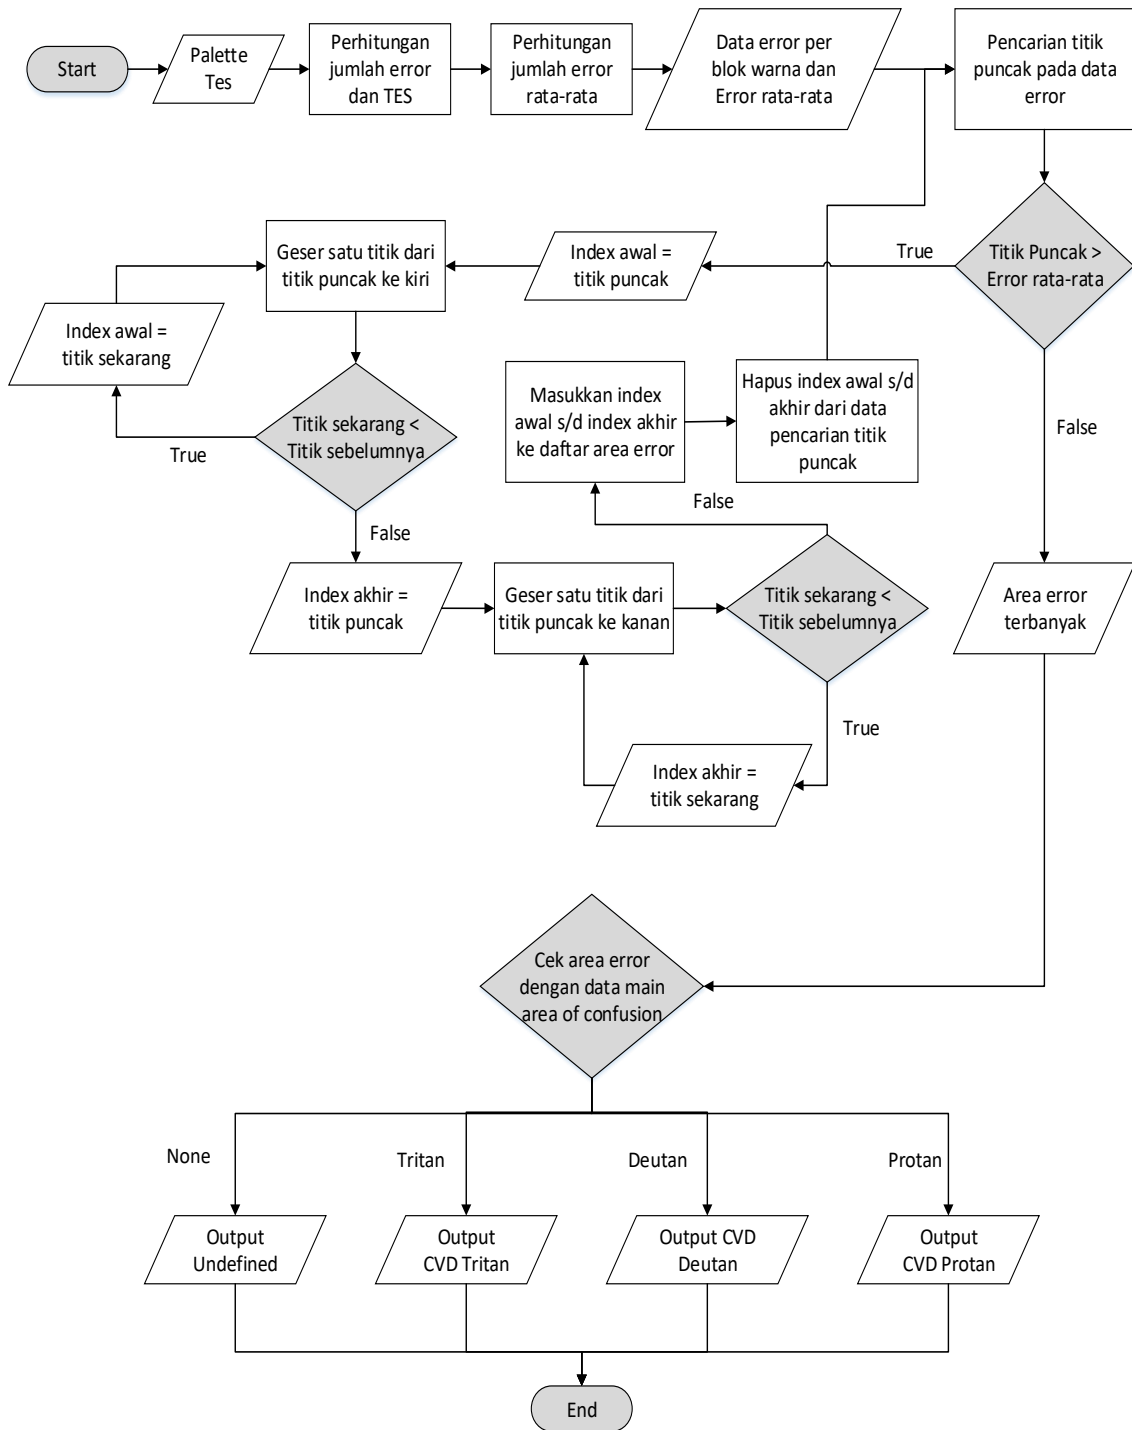 Start
Palette
Tes
Perhitungan
jumlah error
dan TES
Perhitungan
jumlah error
rata-rata
Data error per
blok warna dan
Error rata-rata
Pencarian titik
puncak pada data
error
Titik Puncak >
Error rata-rata
True
False
Index awal =
titik puncak
Geser satu titik dari
titik puncak ke kiri
Index awal =
titik sekarang
Titik sekarang <
Titik sebelumnya
True
False
Index akhir =
titik puncak
Geser satu titik dari
titik puncak ke kanan
Titik sekarang <
Titik sebelumnya
True
Index akhir =
titik sekarang
False
Masukkan index
awal s/d index akhir
ke daftar area error
Hapus index awal s/d
akhir dari data
pencarian titik
puncak
Area error
terbanyak
Cek area error
dengan data main
area of confusion
None
Tritan
Deutan
Protan
Output
Undefined
Output
CVD Tritan
Output CVD
Deutan
Output
CVD Protan
End